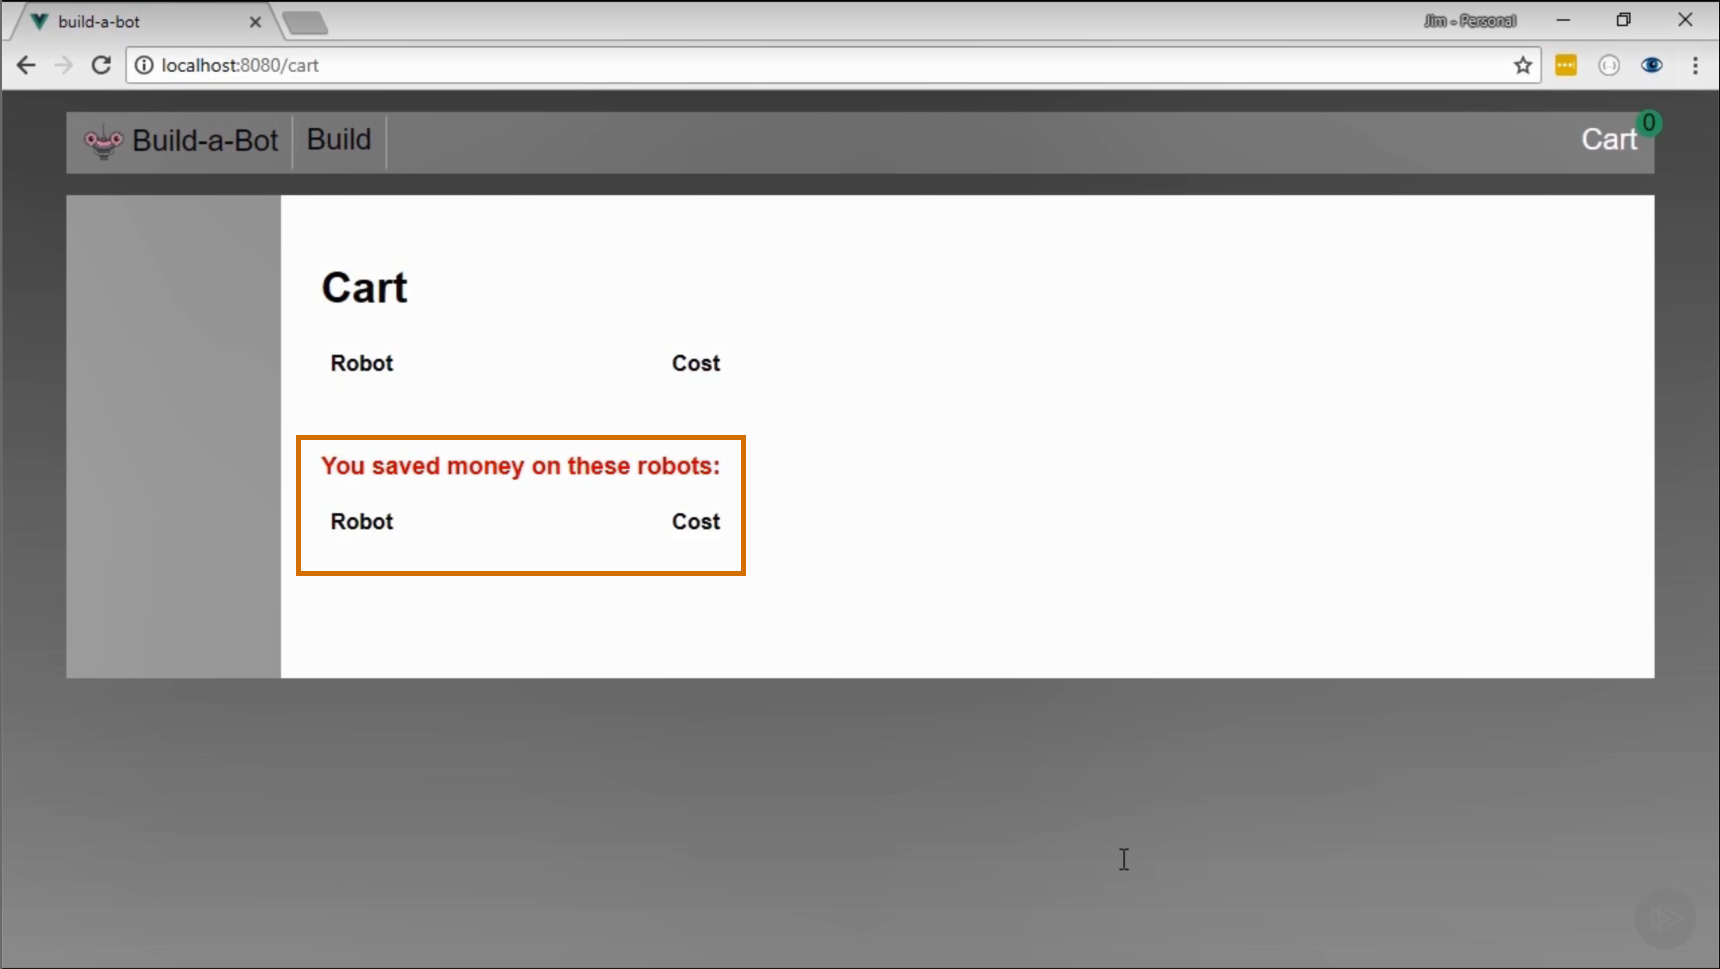 build-a-bot
Jim - Personal
localhost:8080/cart
Build-a-Bot
Build
Cart
0
Cart
Robot
Cost
You saved money on these robots:
Robot
Cost